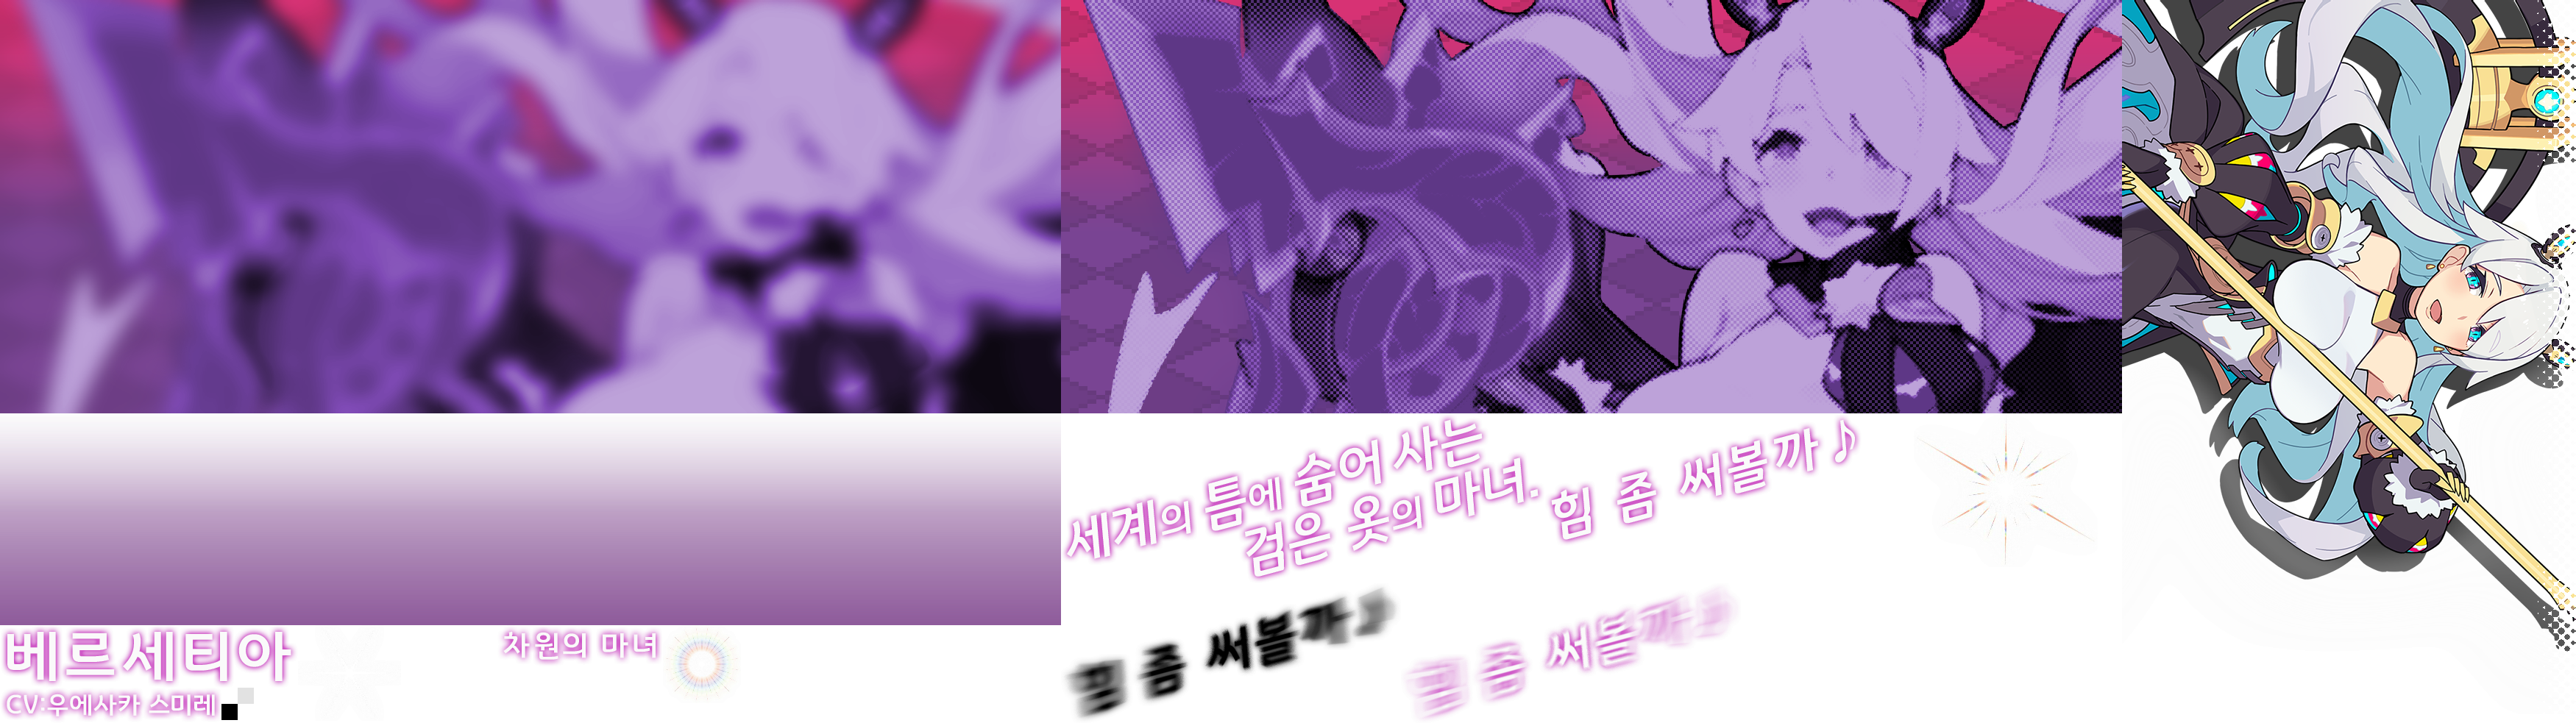 세계의 틈에 숨어 사는
검은 옷의 마녀.
힘 좀 써볼까♪
힘 좀 써볼까♪
힘 좀 써볼까♪
베르세티아
차원의 마녀
CV:우에사카 스미레